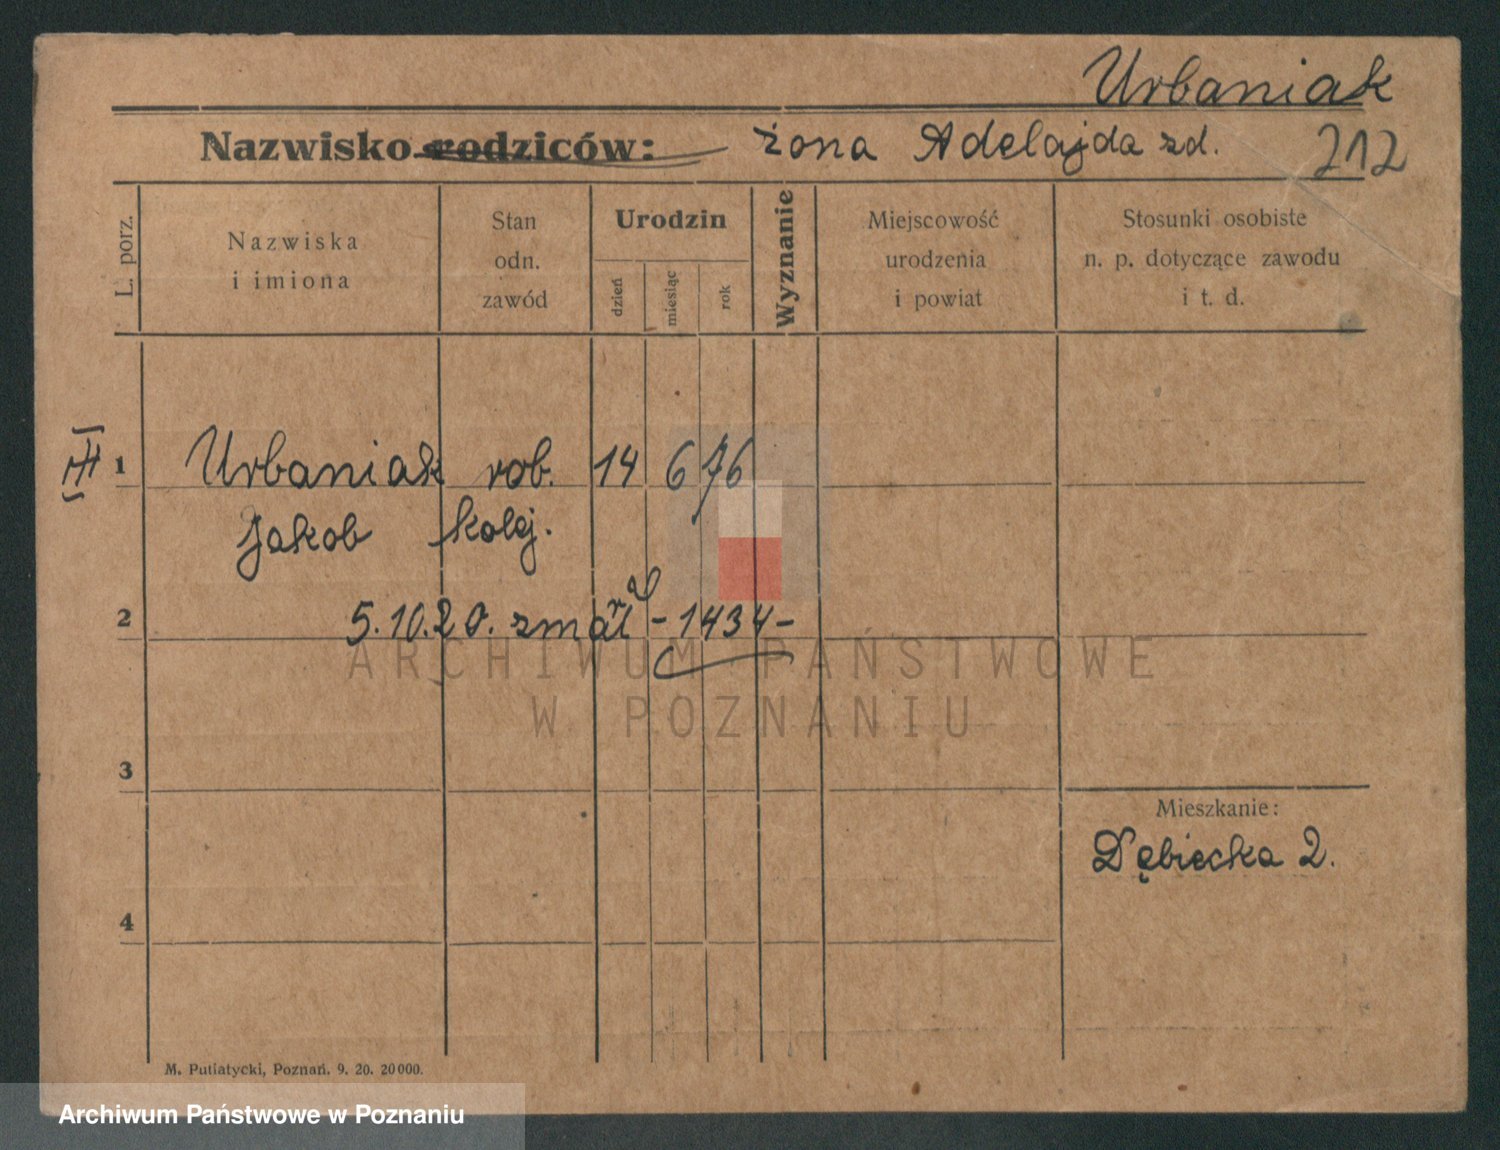 Urbaniak
Nazwisko rodziców: żona Adelajda zd. 212
L. porz.
Nazwiska
i imiona
Stan
odn.
zawód
Urodzin
dzień
miesiąc
rok
Wyznanie
Miejscowość
urodzenia
i powiat
Stosunki osobiste
n. p. dotyczące zawodu
i t. d.
III 1 Urbaniak rob. 14 6 76
Jakob kolej.
2 5.10.20. zmarł -1434-
ARCHIWUM PAŃSTWOWE
W POZNANIU
3
Mieszkanie:
Dębiecka 2.
4
M. Putiatycki, Poznań. 9. 20. 20000.
Archiwum Państwowe w Poznaniu